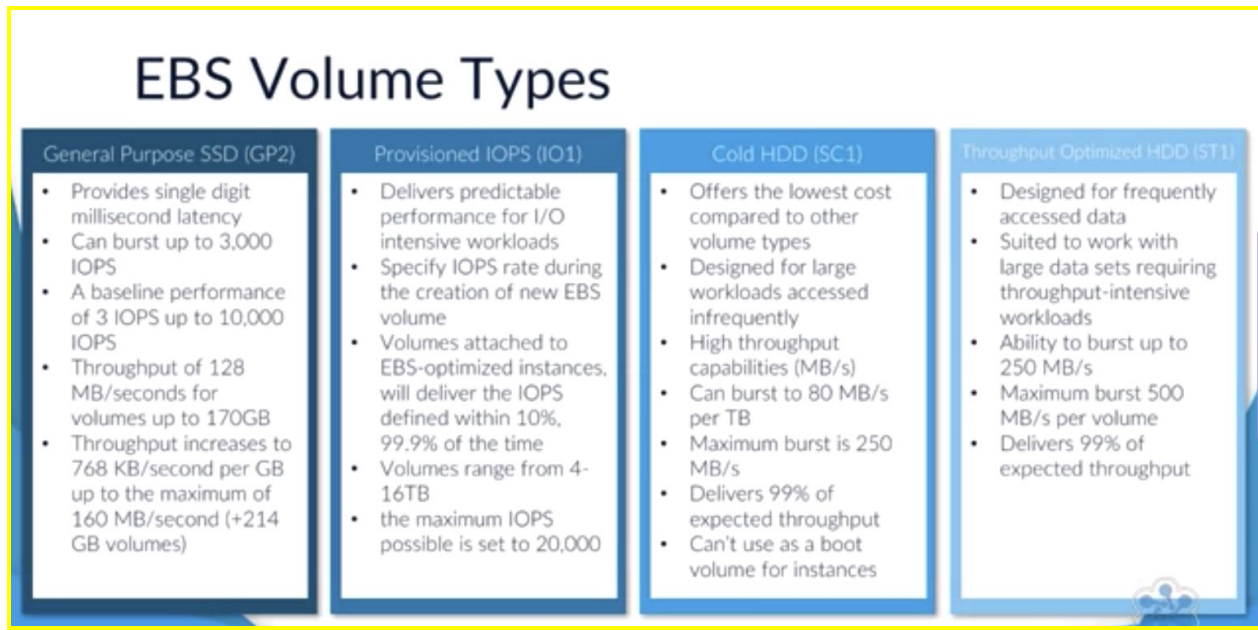 EBS Volume Types
General Purpose SSD (GP2)
• Provides single digit
millisecond latency
• Can burst up to 3,000
IOPS
• A baseline performance
of 3 IOPS up to 10,000
IOPS
• Throughput of 128
MB/seconds for
volumes up to 170GB
• Throughput increases to
768 KB/second per GB
up to the maximum of
160 MB/second (+214
GB volumes)
Provisioned IOPS (IO1)
• Delivers predictable
performance for I/O
intensive workloads
• Specify IOPS rate during
the creation of new EBS
volume
• Volumes attached to
EBS-optimized instances,
will deliver the IOPS
defined within 10%,
99.9% of the time
• Volumes range from 4-
16TB
• the maximum IOPS
possible is set to 20,000
Cold HDD (SC1)
• Offers the lowest cost
compared to other
volume types
• Designed for large
workloads accessed
infrequently
• High throughput
capabilities (MB/s)
• Can burst to 80 MB/s
per TB
• Maximum burst is 250
MB/s
• Delivers 99% of
expected throughput
• Can't use as a boot
volume for instances
Throughput Optimized HDD (ST1)
• Designed for frequently
accessed data
• Suited to work with
large data sets requiring
throughput-intensive
workloads
• Ability to burst up to
250 MB/s
• Maximum burst 500
MB/s per volume
• Delivers 99% of
expected throughput